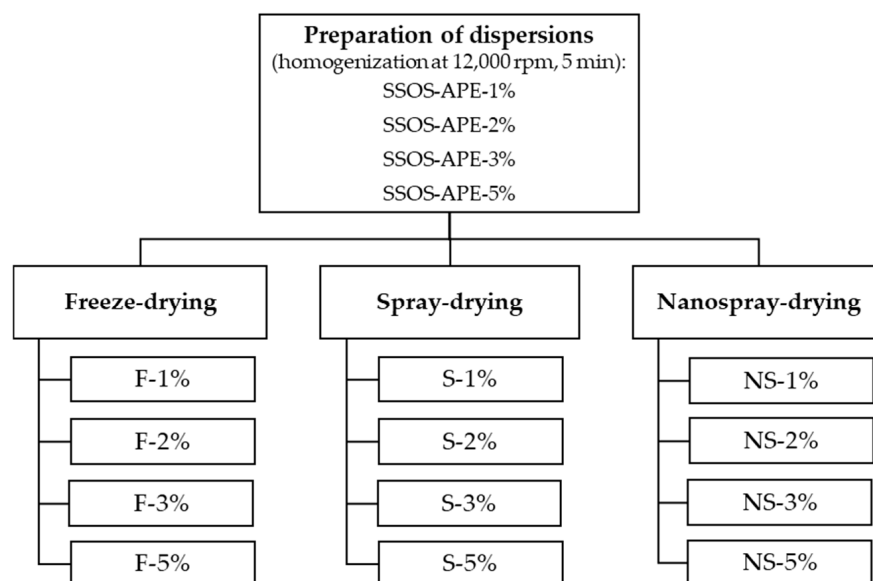 Preparation of dispersions
(homogenization at 12,000 rpm, 5 min):
SSOS-APE-1%
SSOS-APE-2%
SSOS-APE-3%
SSOS-APE-5%
Freeze-drying
F-1%
F-2%
F-3%
F-5%
Spray-drying
S-1%
S-2%
S-3%
S-5%
Nanospray-drying
NS-1%
NS-2%
NS-3%
NS-5%